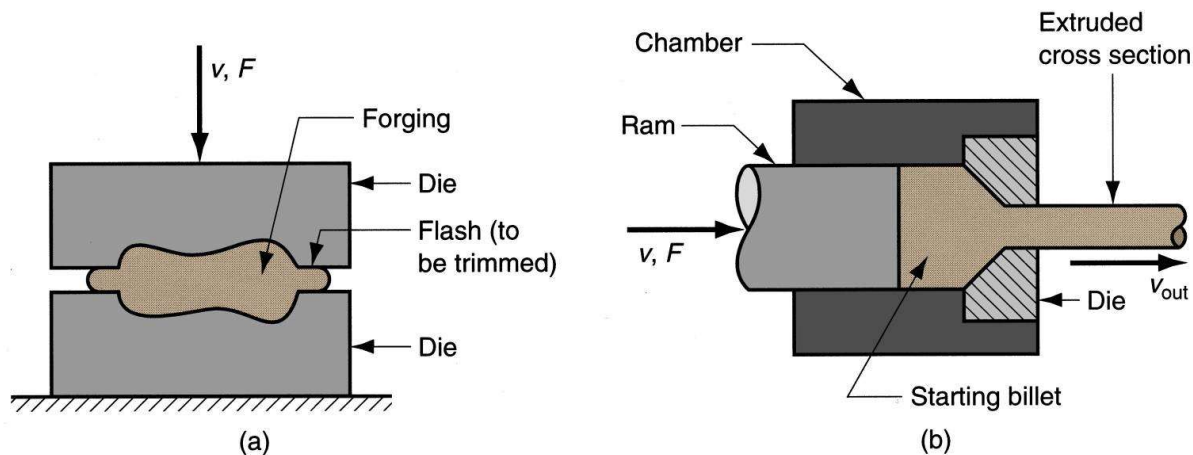 v, F
Forging
Die
Flash (to
be trimmed)
Die
(a)
Chamber
Extruded
cross section
Ram
v, F
v_out
Die
Starting billet
(b)